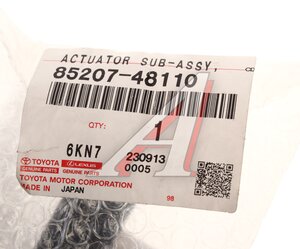 ACTUATOR SUB-ASSY,
85207-48110
QTY:
1
6KN7
230913
0005
TOYOTA
GENUINE PARTS
LEXUS
GENUINE PARTS
TOYOTA MOTOR CORPORATION
MADE IN JAPAN
98